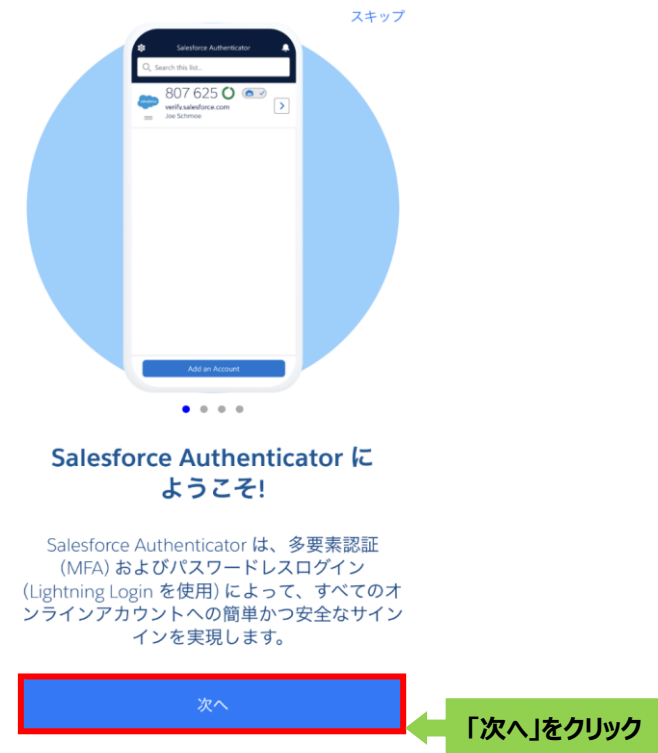 スキップ
Salesforce Authenticator
Search this list...
807 625
salesforce
verify.salesforce.com
Joe Schmoe
Add an Account
Salesforce Authenticator に
ようこそ!
Salesforce Authenticator は、多要素認証
(MFA) およびパスワードレスログイン
(Lightning Login を使用) によって、すべてのオ
ンラインアカウントへの簡単かつ安全なサイン
インを実現します。
次へ
「次へ」をクリック